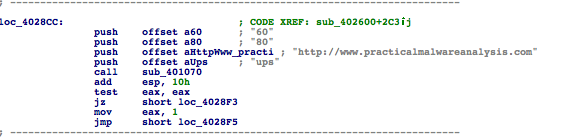 loc_4028CC: ; CODE XREF: sub_402600+2C3ij
push offset a60 ; "60"
push offset a80 ; "80"
push offset aHttpWww_practi ; "http://www.practicalmalwareanalysis.com"
push offset aUps ; "ups"
call sub_401070
add esp, 10h
test eax, eax
jz short loc_4028F3
mov eax, 1
jmp short loc_4028F5